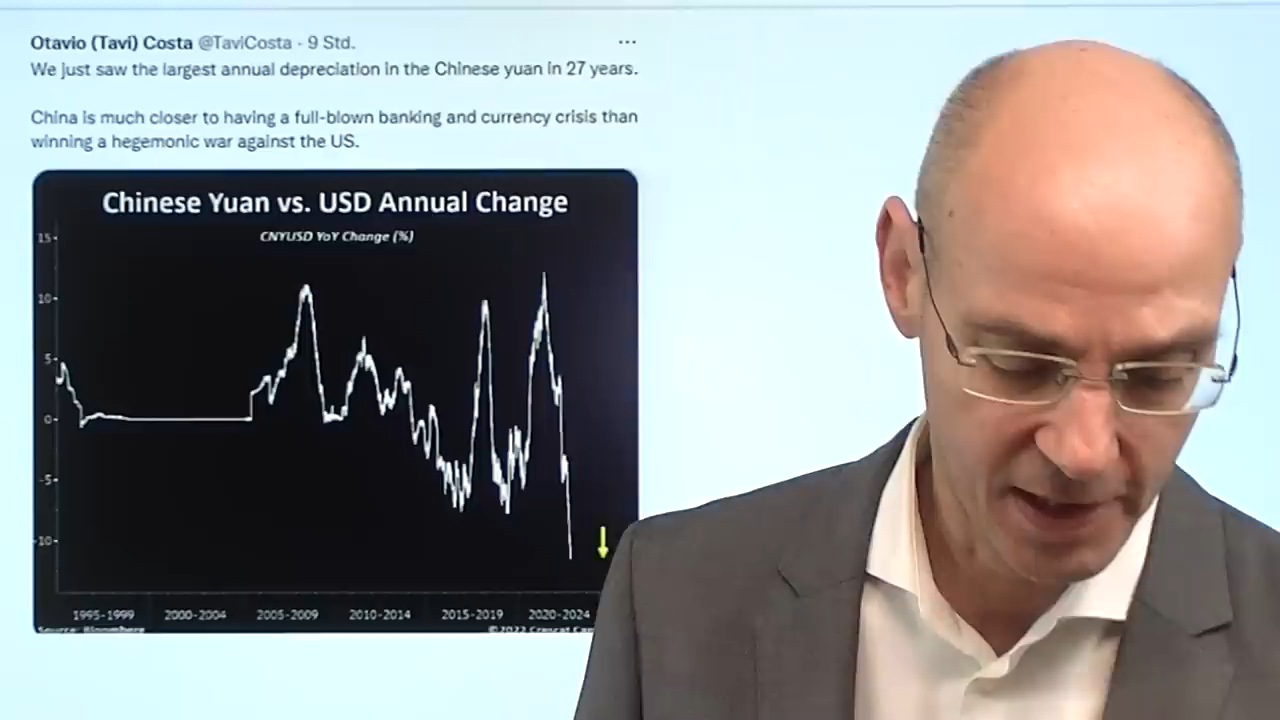 Otavio (Tavi) Costa @TaviCosta · 9 Std.
...
We just saw the largest annual depreciation in the Chinese yuan in 27 years.
China is much closer to having a full-blown banking and currency crisis than
winning a hegemonic war against the US.
Chinese Yuan vs. USD Annual Change
CNYUSD YoY Change (%)
15
10
5
0
-5
-10
1995-1999 2000-2004 2005-2009 2010-2014 2015-2019 2020-2024
Source: Bloomberg ©2022 Crescat